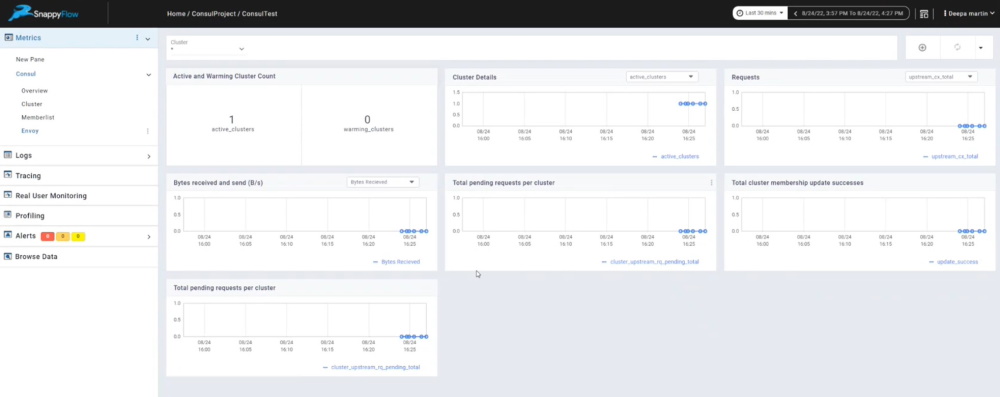 SnappyFlow
Home / ConsulProject / ConsulTest
Last 30 mins
8/24/22, 3:57 PM To 8/24/22, 4:27 PM
Deepa martin
Metrics
New Pane
Consul
Overview
Cluster
Memberlist
Envoy
Logs
Tracing
Real User Monitoring
Profiling
Alerts 0 0 0
Browse Data
Cluster
*
Active and Warming Cluster Count
1
active_clusters
0
warming_clusters
Cluster Details
active_clusters
1.5
1.0
0.5
0.0
08/24 08/24 08/24 08/24 08/24 08/24
16:00 16:05 16:10 16:15 16:20 16:25
active_clusters
Requests
upstream_cx_total
1.0
0.5
0.0
08/24 08/24 08/24 08/24 08/24 08/24
16:00 16:05 16:10 16:15 16:20 16:25
upstream_cx_total
Bytes received and send (B/s)
Bytes Recieved
1.0
0.5
0.0
08/24 08/24 08/24 08/24 08/24 08/24
16:00 16:05 16:10 16:15 16:20 16:25
Bytes Recieved
Total pending requests per cluster
1.0
0.5
0.0
08/24 08/24 08/24 08/24 08/24 08/24
16:00 16:05 16:10 16:15 16:20 16:25
cluster_upstream_rq_pending_total
Total cluster membership update successes
1.0
0.5
0.0
08/24 08/24 08/24 08/24 08/24 08/24
16:00 16:05 16:10 16:15 16:20 16:25
update_success
Total pending requests per cluster
1.0
0.5
0.0
08/24 08/24 08/24 08/24 08/24 08/24
16:00 16:05 16:10 16:15 16:20 16:25
cluster_upstream_rq_pending_total